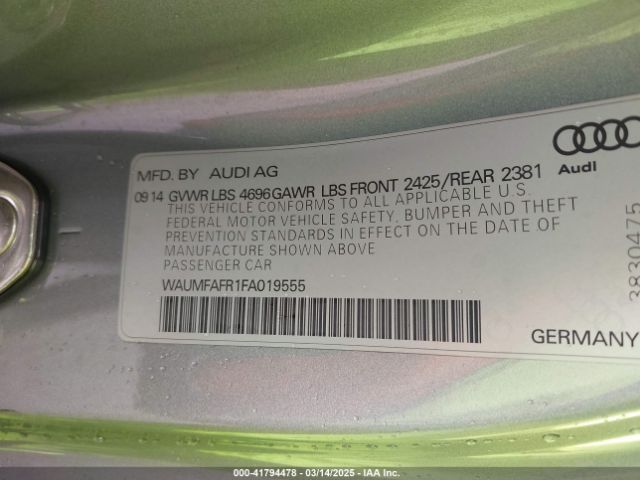 MFD. BY AUDI AG
Audi
09 14 GVWR LBS 4696 GAWR LBS FRONT 2425/REAR 2381
THIS VEHICLE CONFORMS TO ALL APPLICABLE U.S.
FEDERAL MOTOR VEHICLE SAFETY, BUMPER AND THEFT
PREVENTION STANDARDS IN EFFECT ON THE DATE OF
MANUFACTURE SHOWN ABOVE
PASSENGER CAR
WAUMFAFR1FA019555
3830475
GERMANY
000-41794478 - 03/14/2025 - IAA Inc.